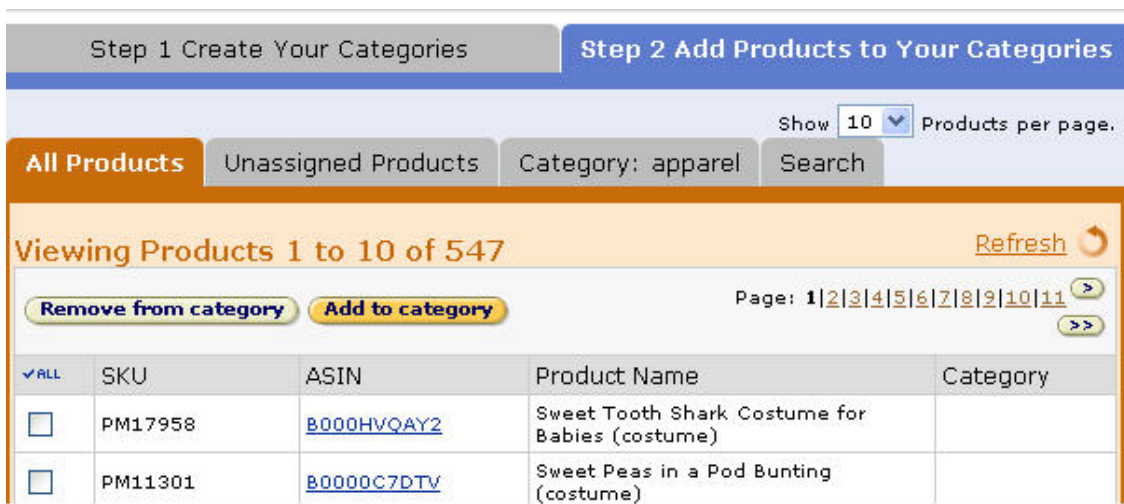 Step 1 Create Your Categories
Step 2 Add Products to Your Categories
Show 10 Products per page.
All Products
Unassigned Products
Category: apparel
Search
Viewing Products 1 to 10 of 547
Refresh
Remove from category
Add to category
Page: 1|2|3|4|5|6|7|8|9|10|11 >
>>
ALL SKU ASIN Product Name Category
PM17958 B000HVQAY2 Sweet Tooth Shark Costume for
Babies (costume)
PM11301 B0000C7DTV Sweet Peas in a Pod Bunting
(costume)